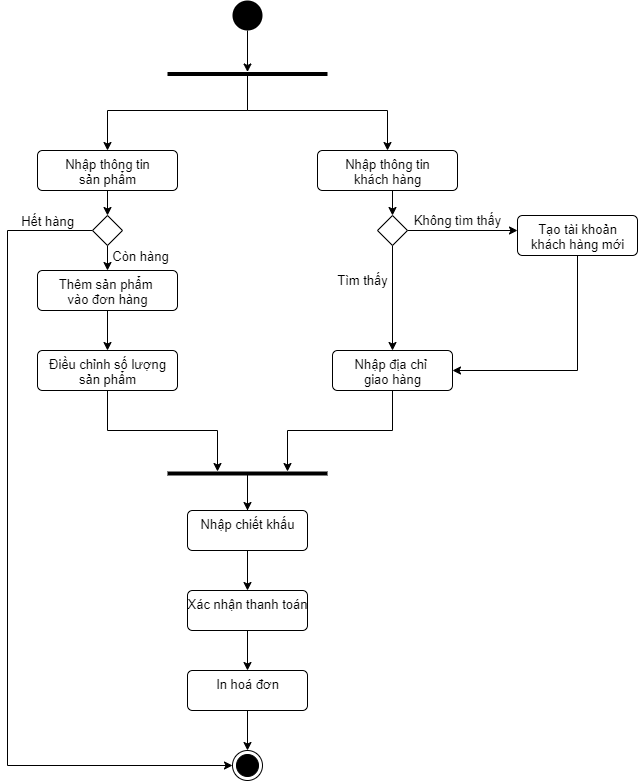 Nhập thông tin
sản phẩm
Nhập thông tin
khách hàng
Hết hàng
Không tìm thấy
Tạo tài khoản
khách hàng mới
Còn hàng
Thêm sản phẩm
vào đơn hàng
Tìm thấy
Điều chỉnh số lượng
sản phẩm
Nhập địa chỉ
giao hàng
Nhập chiết khấu
Xác nhận thanh toán
In hoá đơn